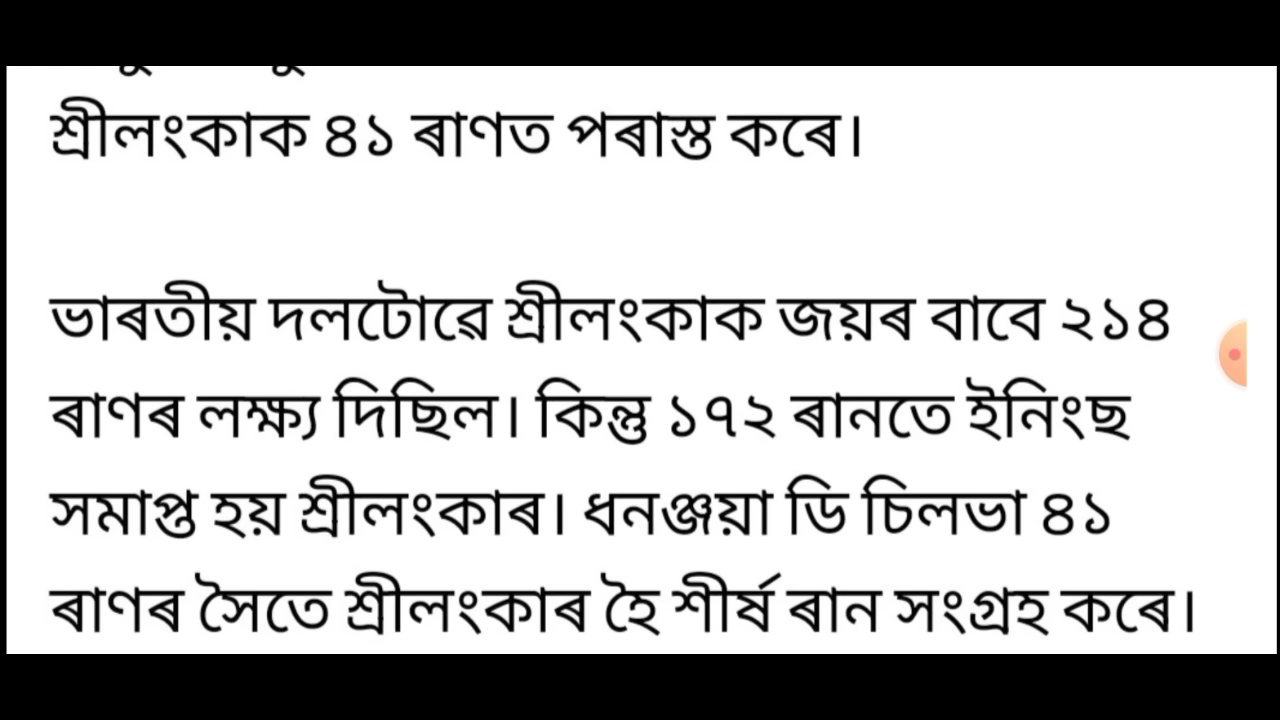 শ্ৰীলংকাক ৪১ ৰাণত পৰাস্ত কৰে।
ভাৰতীয় দলটোৱে শ্ৰীলংকাক জয়ৰ বাবে ২১৪
ৰাণৰ লক্ষ্য দিছিল। কিন্তু ১৭২ ৰানতে ইনিংছ
সমাপ্ত হয় শ্ৰীলংকাৰ। ধনঞ্জয়া ডি চিলভা ৪১
ৰাণৰ সৈতে শ্ৰীলংকাৰ হৈ শীৰ্ষ ৰান সংগ্ৰহ কৰে।